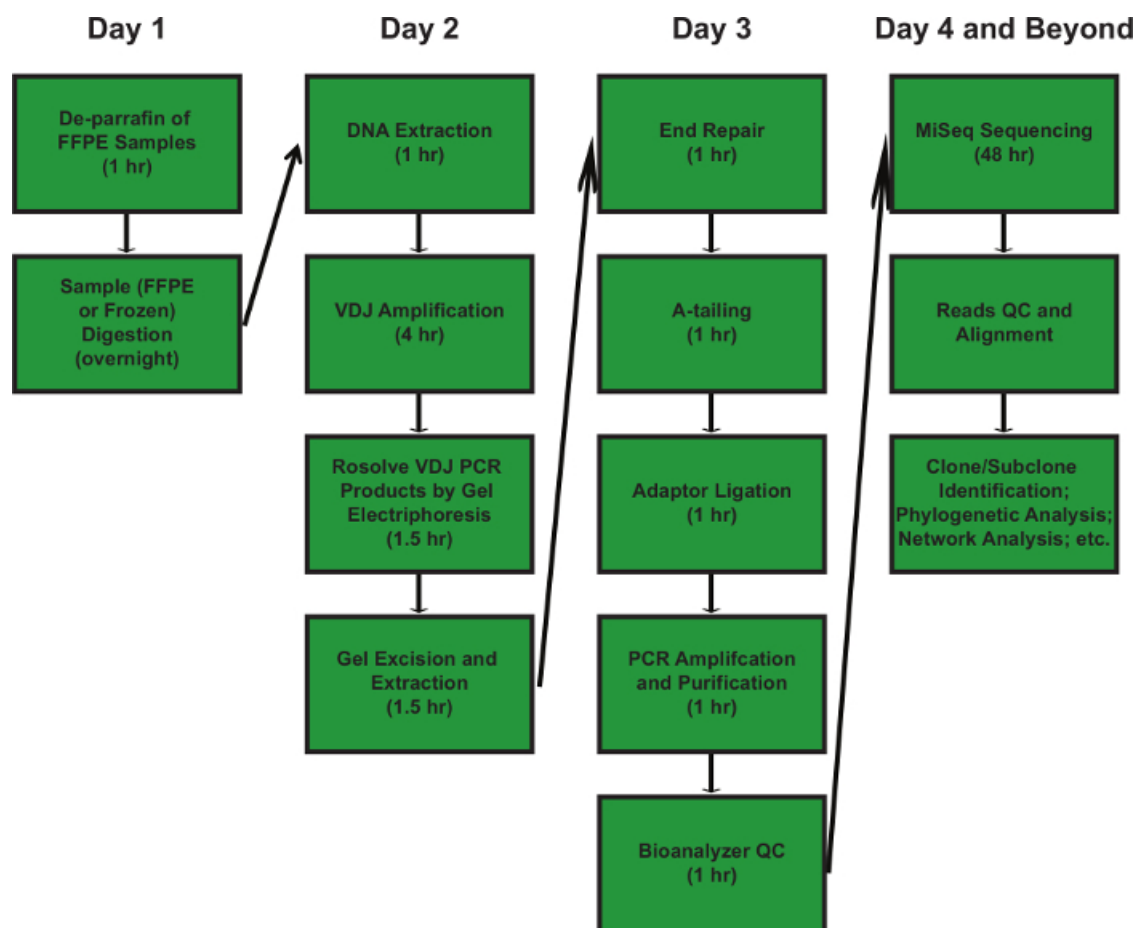 Day 1
De-parrafin of
FFPE Samples
(1 hr)
Sample (FFPE
or Frozen)
Digestion
(overnight)
Day 2
DNA Extraction
(1 hr)
VDJ Amplification
(4 hr)
Rosolve VDJ PCR
Products by Gel
Electriphoresis
(1.5 hr)
Gel Excision and
Extraction
(1.5 hr)
Day 3
End Repair
(1 hr)
A-tailing
(1 hr)
Adaptor Ligation
(1 hr)
PCR Amplifcation
and Purification
(1 hr)
Bioanalyzer QC
(1 hr)
Day 4 and Beyond
MiSeq Sequencing
(48 hr)
Reads QC and
Alignment
Clone/Subclone
Identification;
Phylogenetic Analysis;
Network Analysis; etc.